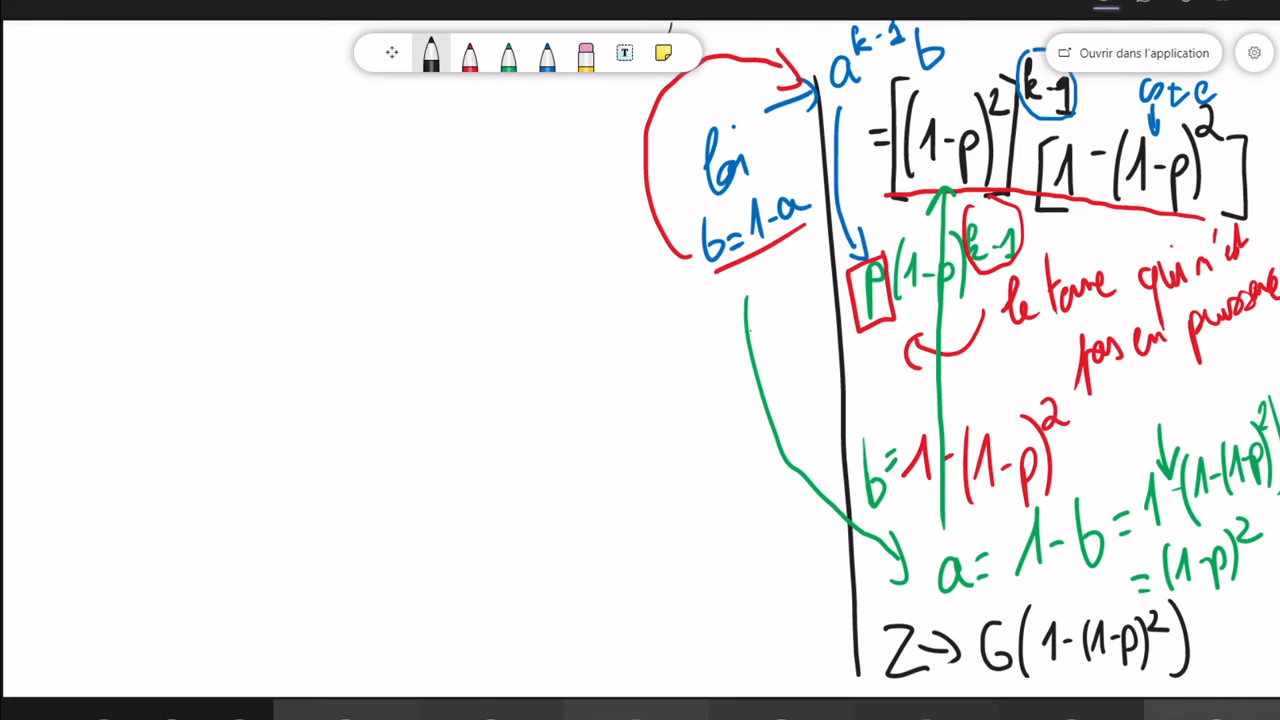 Ouvrir dans l'application
T
a^{k-1} b
= [(1-p)^2]^{k-1} [1-(1-p)^2]
cste
loi
b=1-a
p(1-p)^{k-1}
le terme qui n'est
pas en puissance
b=1-(1-p)^2
a= 1-b = 1-(1-(1-p)^2)
= (1-p)^2
Z → G(1-(1-p)^2)